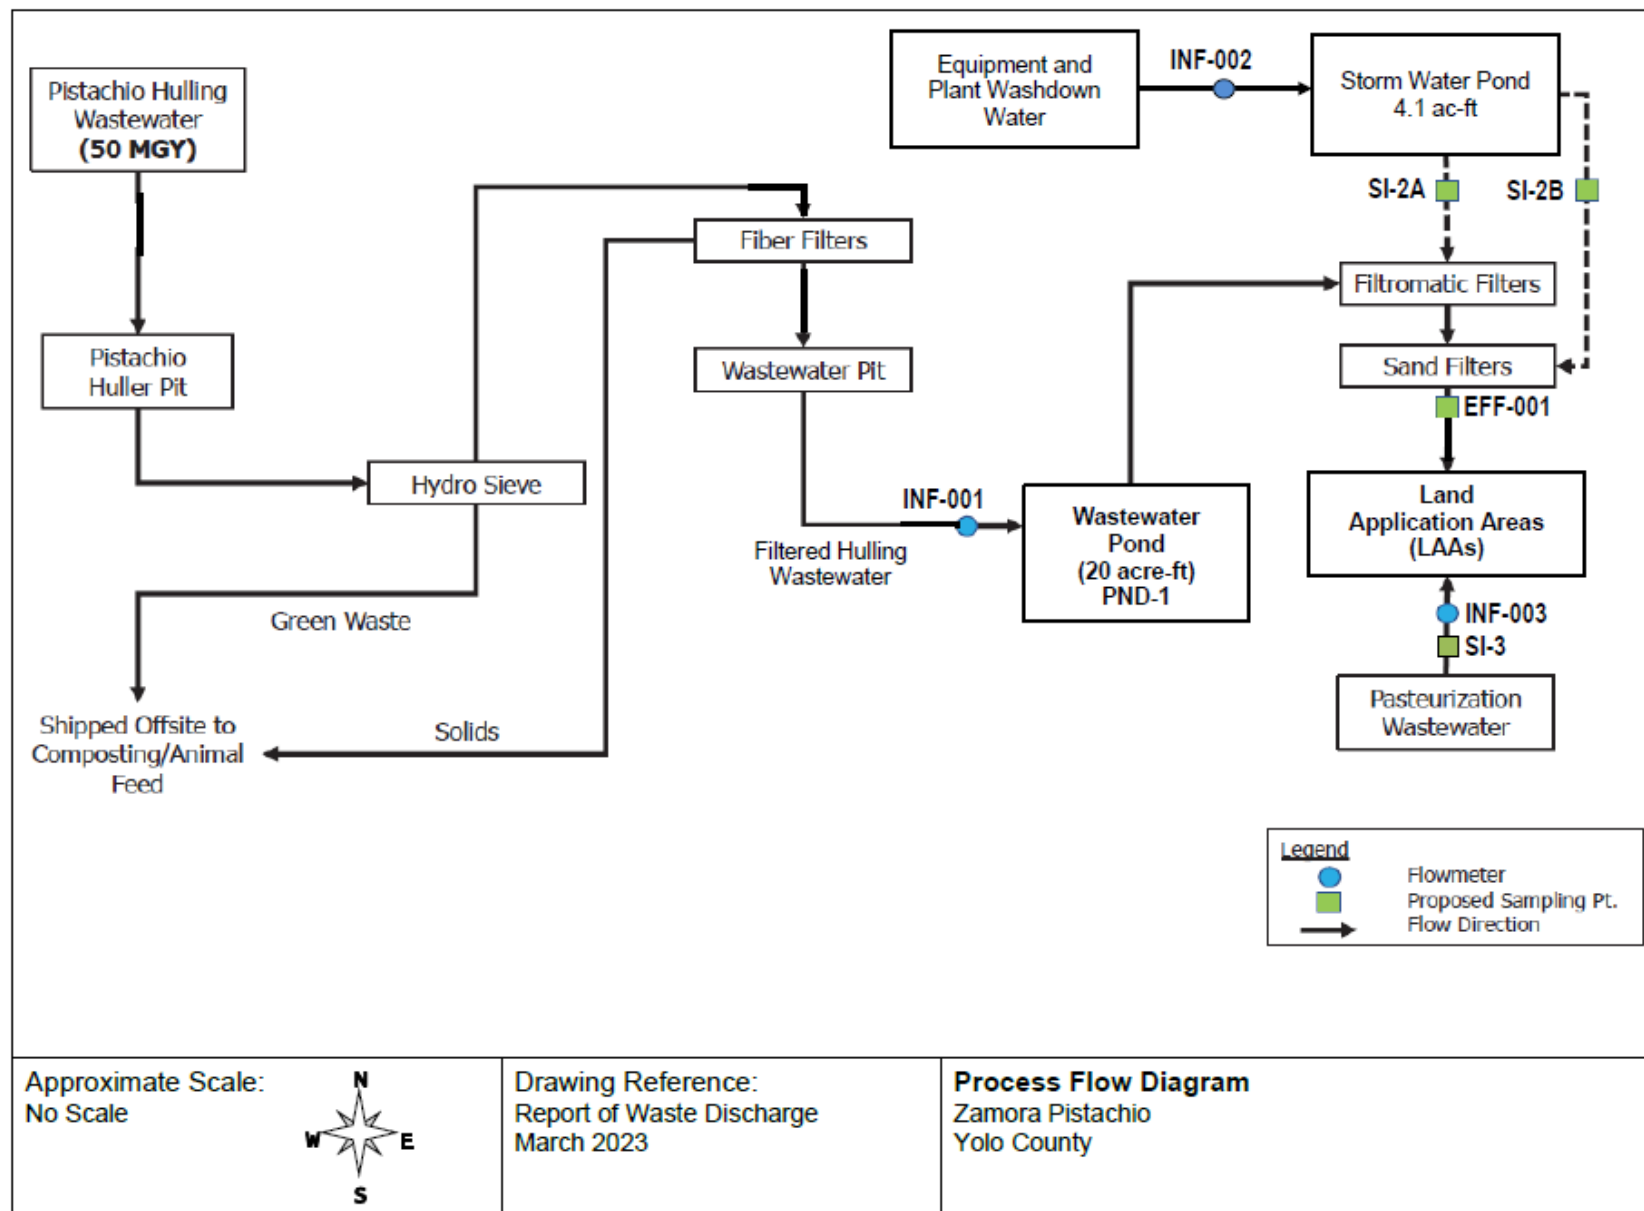 Pistachio Hulling
Wastewater
(50 MGY)
Pistachio
Huller Pit
Hydro Sieve
Green Waste
Shipped Offsite to
Composting/Animal
Feed
Solids
Fiber Filters
Wastewater Pit
Filtered Hulling
Wastewater
INF-001
Wastewater
Pond
(20 acre-ft)
PND-1
Equipment and
Plant Washdown
Water
INF-002
Storm Water Pond
4.1 ac-ft
SI-2A
SI-2B
Filtromatic Filters
Sand Filters
EFF-001
Land
Application Areas
(LAAs)
INF-003
SI-3
Pasteurization
Wastewater
Legend
Flowmeter
Proposed Sampling Pt.
Flow Direction
Approximate Scale:
No Scale
N
W
E
S
Drawing Reference:
Report of Waste Discharge
March 2023
Process Flow Diagram
Zamora Pistachio
Yolo County